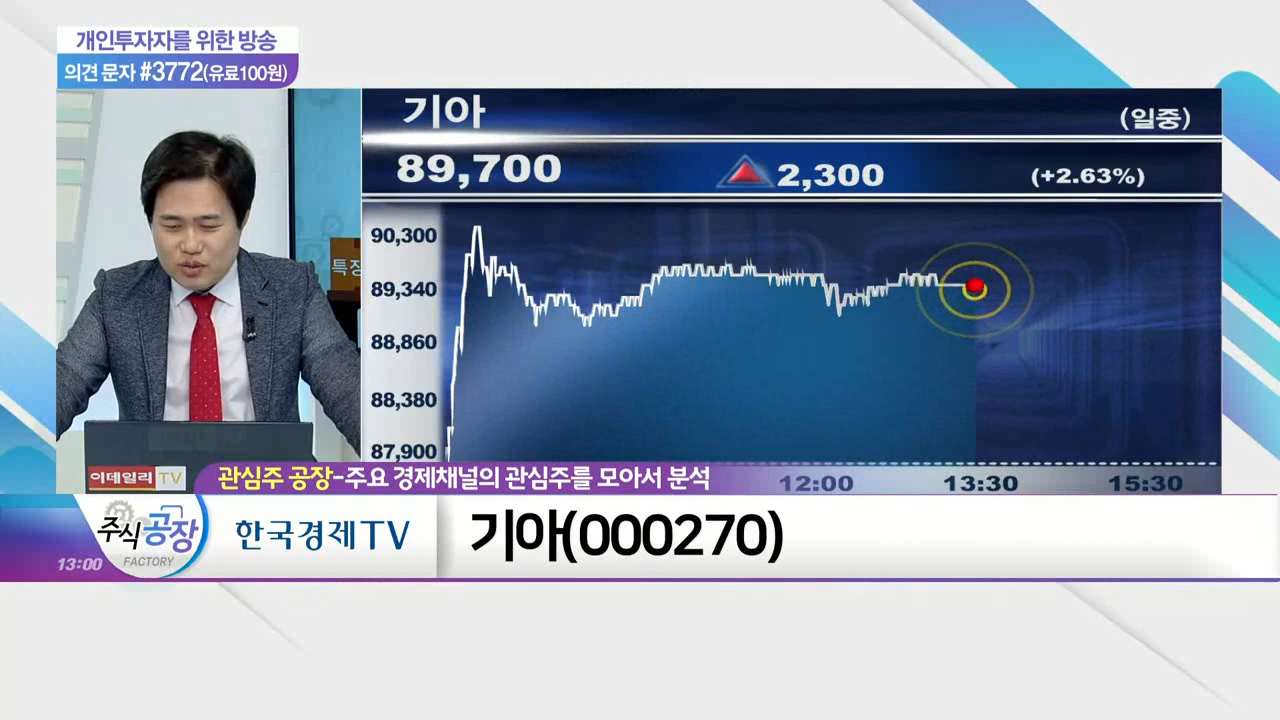 개인투자자를 위한 방송
의견 문자 #3772(유료100원)
기아
(일중)
89,700
2,300
(+2.63%)
90,300
89,340
88,860
88,380
87,900
12:00
13:30
15:30
특징
이데일리 TV
관심주 공장-주요 경제채널의 관심주를 모아서 분석
주식공장
FACTORY
13:00
한국경제TV
기아(000270)